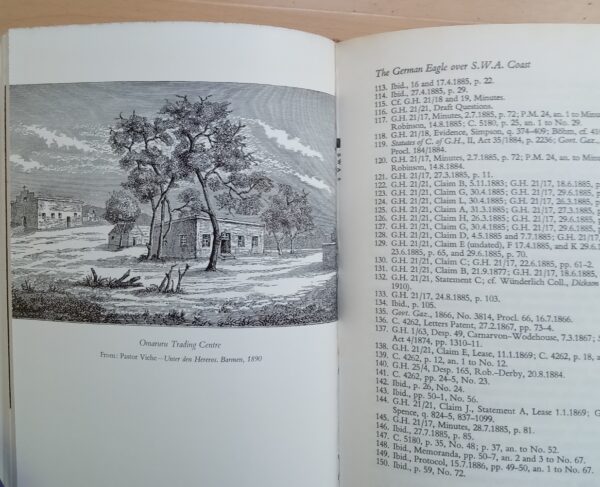 Omaruru Trading Centre
From: Pastor Viehe—Unter den Hereros. Barmen, 1890
The German Eagle over S.W.A. Coast
113. Ibid., 16 and 17.4.1885, p. 22.
114. Ibid., 27.4.1885, p. 29.
115. Cf. G.H. 21/18 and 19, Minutes.
116. G.H. 21/21, Draft Questions.
117. G.H. 21/17, Minutes, 2.7.1885, p. 72; P.M. 24, an. 1 to Minut
Robinson, 14.8.1885; C. 5180, p. 25, an. 1 to No. 29.
118. G.H. 21/18, Evidence, Simpson, q. 374-409; Böhm, cf. 451
119. Statutes of C. of G.H., II, Act 35/1884, p. 2236; Govt. Gaz.,
Procl. 184/1884.
120. G.H. 21/17, Minutes, 2.7.1885, p. 72; P.M. 24, an. to Minute
Robinson, 14.8.1884.
121. G.H. 21/17, 27.3.1885, p. 11.
122. G.H. 21/21, Claim B, 5.11.1883; G.H. 21/17, 18.6.1885,
123. G.H. 21/21, Claim G, 30.4.1885; G.H. 21/17, 29.6.1885
124. G.H. 21/21, Claim L, 30.4.1885; G.H. 21/17, 26.3.1885
125. G.H. 21/21, Claim A, 31.3.1885; G.H. 21/17, 27.3.1885
126. G.H. 21/21, Claim H, 26.3.1885; G.H. 21/17, 29.6.1885
127. G.H. 21/21, Claim G, 30.4.1885; G.H. 21/17, 29.6.1885
128. G.H. 21/21, Claim D, 4.5.1885 and 7.7.1885; G.H. 21/17,
129. G.H. 21/21, Claim E (undated), F 17.4.1885, and K 29.6.1
23.6.1885, p. 65, and 29.6.1885, p. 70.
130. G.H. 21/21, Claim C; G.H. 21/17, 22.6.1885, pp. 61-2.
131. G.H. 21/21, Claim B, 21.9.1877; G.H. 21/17, 18.6.1885,
132. G.H. 21/21, Statement C; cf. Wünderlich Coll., Dickson
1910).
133. G.H. 21/17, 24.8.1885, p. 103.
134. Ibid., p. 105.
135. Govt. Gaz., 1866, No. 3814, Procl. 66, 16.7.1866.
136. C. 4262, Letters Patent, 27.2.1867, pp. 73-4.
137. G.H. 1/63, Desp. 49, Carnarvon-Wodehouse, 7.3.1867;
Act 4/1874, pp. 1310-11.
138. G.H. 21/21, Claim E, Lease, 11.1.1869; C. 4262, p. 18, a
139. C. 4262, p. 12, an. 1 to No. 12.
140. G.H. 25/4, Desp. 165, Rob.-Derby, 20.8.1884.
141. C. 4262, pp. 24-5, No. 23.
142. Ibid., p. 26, No. 24.
143. Ibid., pp. 50-1, No. 56.
144. G.H. 21/21, Claim J., Statement A, Lease 1.1.1869;
Spence, q. 824-5, 837-1099.
145. G.H. 21/17, Minutes, 28.7.1885, p. 81.
146. Ibid., 27.7.1885, p. 85.
147. C. 5180, p. 35, No. 48; p. 37, an. to No. 52.
148. Ibid., Memoranda, pp. 50-7, an. 2 and 3 to No. 67.
149. Ibid., Protocol, 15.7.1886, pp. 49-50, an. 1 to No. 67.
150. Ibid., p. 59, No. 72.